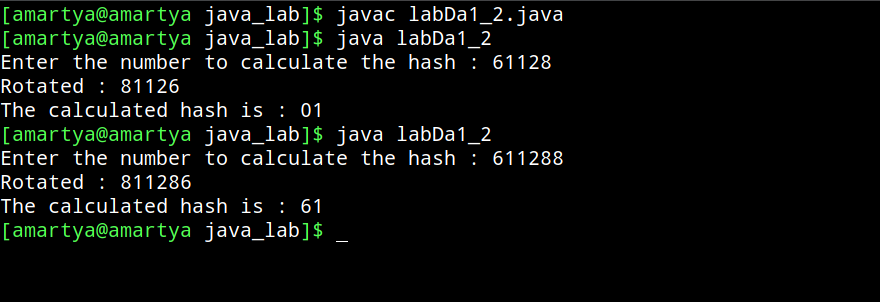 [amartya@amartya java_lab]$ javac labDa1_2.java
[amartya@amartya java_lab]$ java labDa1_2
Enter the number to calculate the hash : 61128
Rotated : 81126
The calculated hash is : 01
[amartya@amartya java_lab]$ java labDa1_2
Enter the number to calculate the hash : 611288
Rotated : 811286
The calculated hash is : 61
[amartya@amartya java_lab]$ _